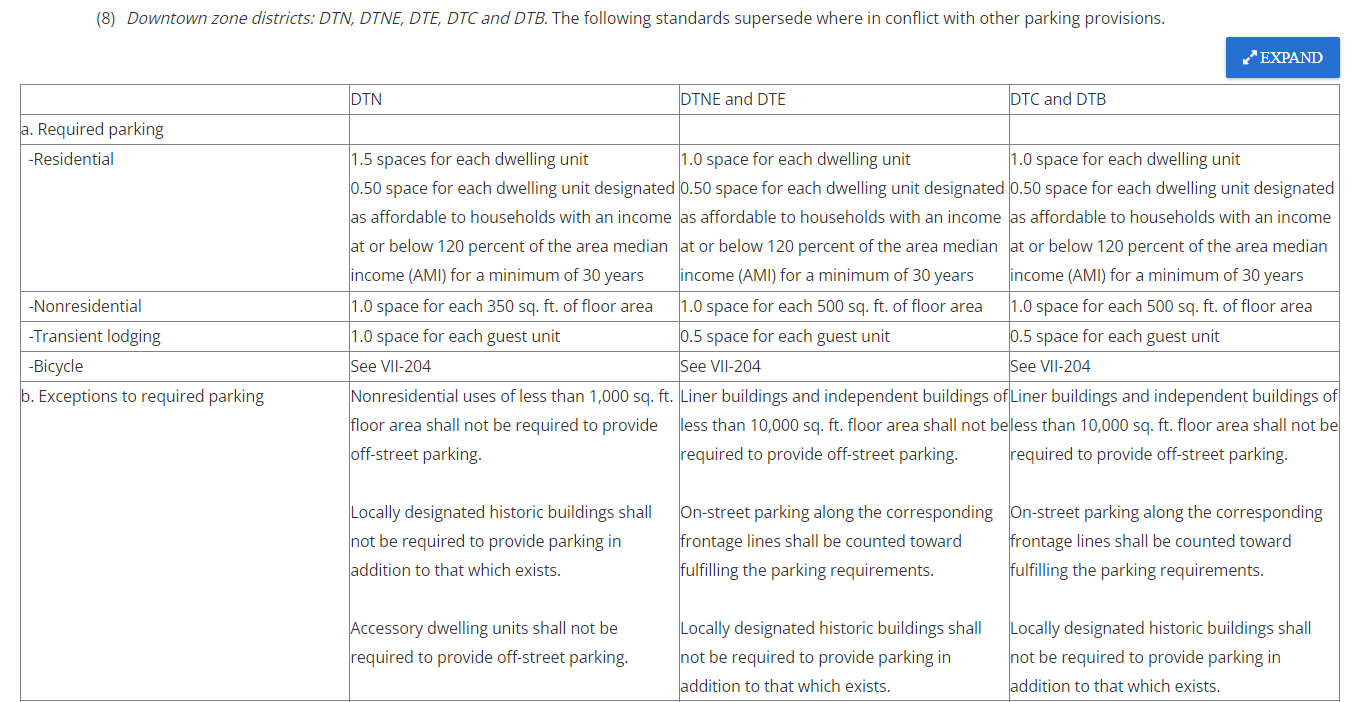 (8) Downtown zone districts: DTN, DTNE, DTE, DTC and DTB. The following standards supersede where in conflict with other parking provisions.
EXPAND
DTN
DTNE and DTE
DTC and DTB
a. Required parking
-Residential
1.5 spaces for each dwelling unit
0.50 space for each dwelling unit designated
as affordable to households with an income
at or below 120 percent of the area median
income (AMI) for a minimum of 30 years
1.0 space for each dwelling unit
0.50 space for each dwelling unit designated
as affordable to households with an income
at or below 120 percent of the area median
income (AMI) for a minimum of 30 years
1.0 space for each dwelling unit
0.50 space for each dwelling unit designated
as affordable to households with an income
at or below 120 percent of the area median
income (AMI) for a minimum of 30 years
-Nonresidential
1.0 space for each 350 sq. ft. of floor area
1.0 space for each 500 sq. ft. of floor area
1.0 space for each 500 sq. ft. of floor area
-Transient lodging
1.0 space for each guest unit
0.5 space for each guest unit
0.5 space for each guest unit
-Bicycle
See VII-204
See VII-204
See VII-204
b. Exceptions to required parking
Nonresidential uses of less than 1,000 sq. ft.
floor area shall not be required to provide
off-street parking.
Locally designated historic buildings shall
not be required to provide parking in
addition to that which exists.
Accessory dwelling units shall not be
required to provide off-street parking.
Liner buildings and independent buildings of
less than 10,000 sq. ft. floor area shall not be
required to provide off-street parking.
On-street parking along the corresponding
frontage lines shall be counted toward
fulfilling the parking requirements.
Locally designated historic buildings shall
not be required to provide parking in
addition to that which exists.
Liner buildings and independent buildings of
less than 10,000 sq. ft. floor area shall not be
required to provide off-street parking.
On-street parking along the corresponding
frontage lines shall be counted toward
fulfilling the parking requirements.
Locally designated historic buildings shall
not be required to provide parking in
addition to that which exists.